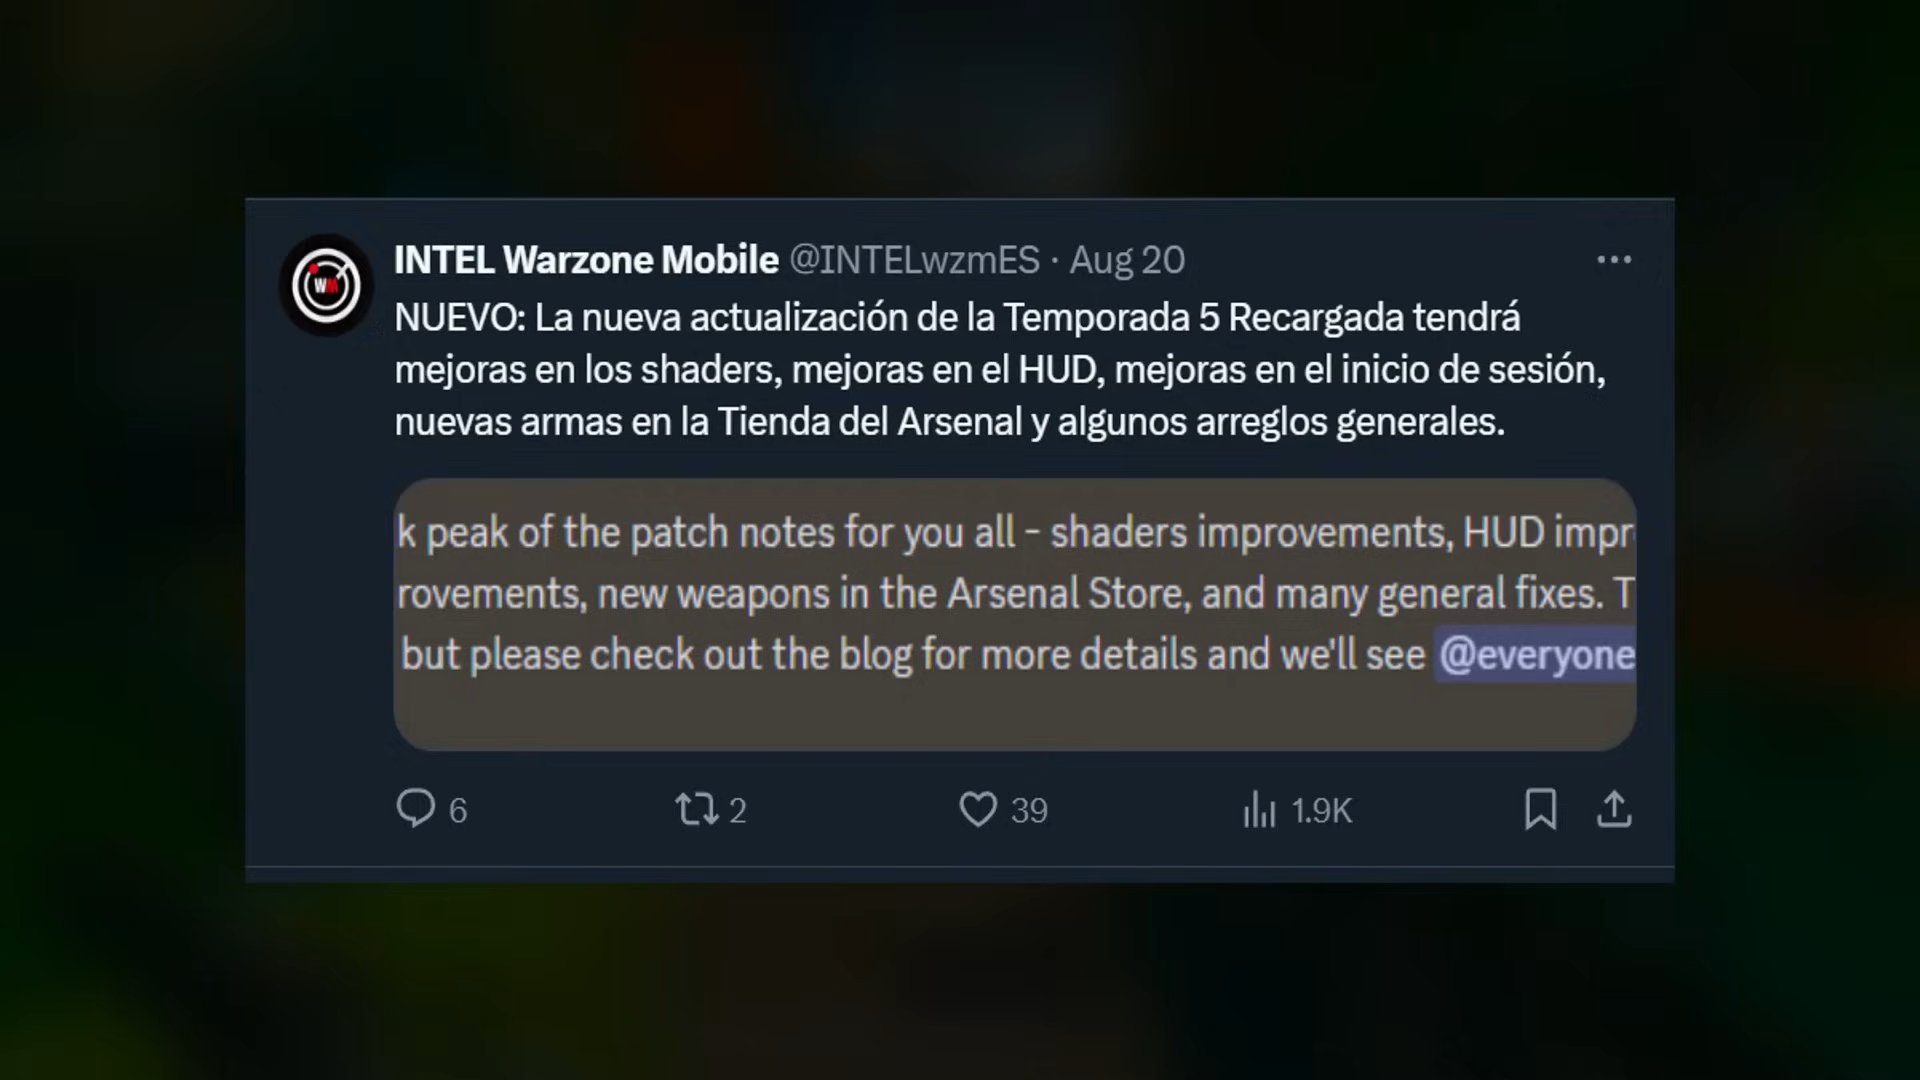 INTEL Warzone Mobile @INTELwzmES · Aug 20
NUEVO: La nueva actualización de la Temporada 5 Recargada tendrá
mejoras en los shaders, mejoras en el HUD, mejoras en el inicio de sesión,
nuevas armas en la Tienda del Arsenal y algunos arreglos generales.
k peak of the patch notes for you all - shaders improvements, HUD impr
rovements, new weapons in the Arsenal Store, and many general fixes. T
but please check out the blog for more details and we'll see @everyone
6 2 39 1.9K
WM